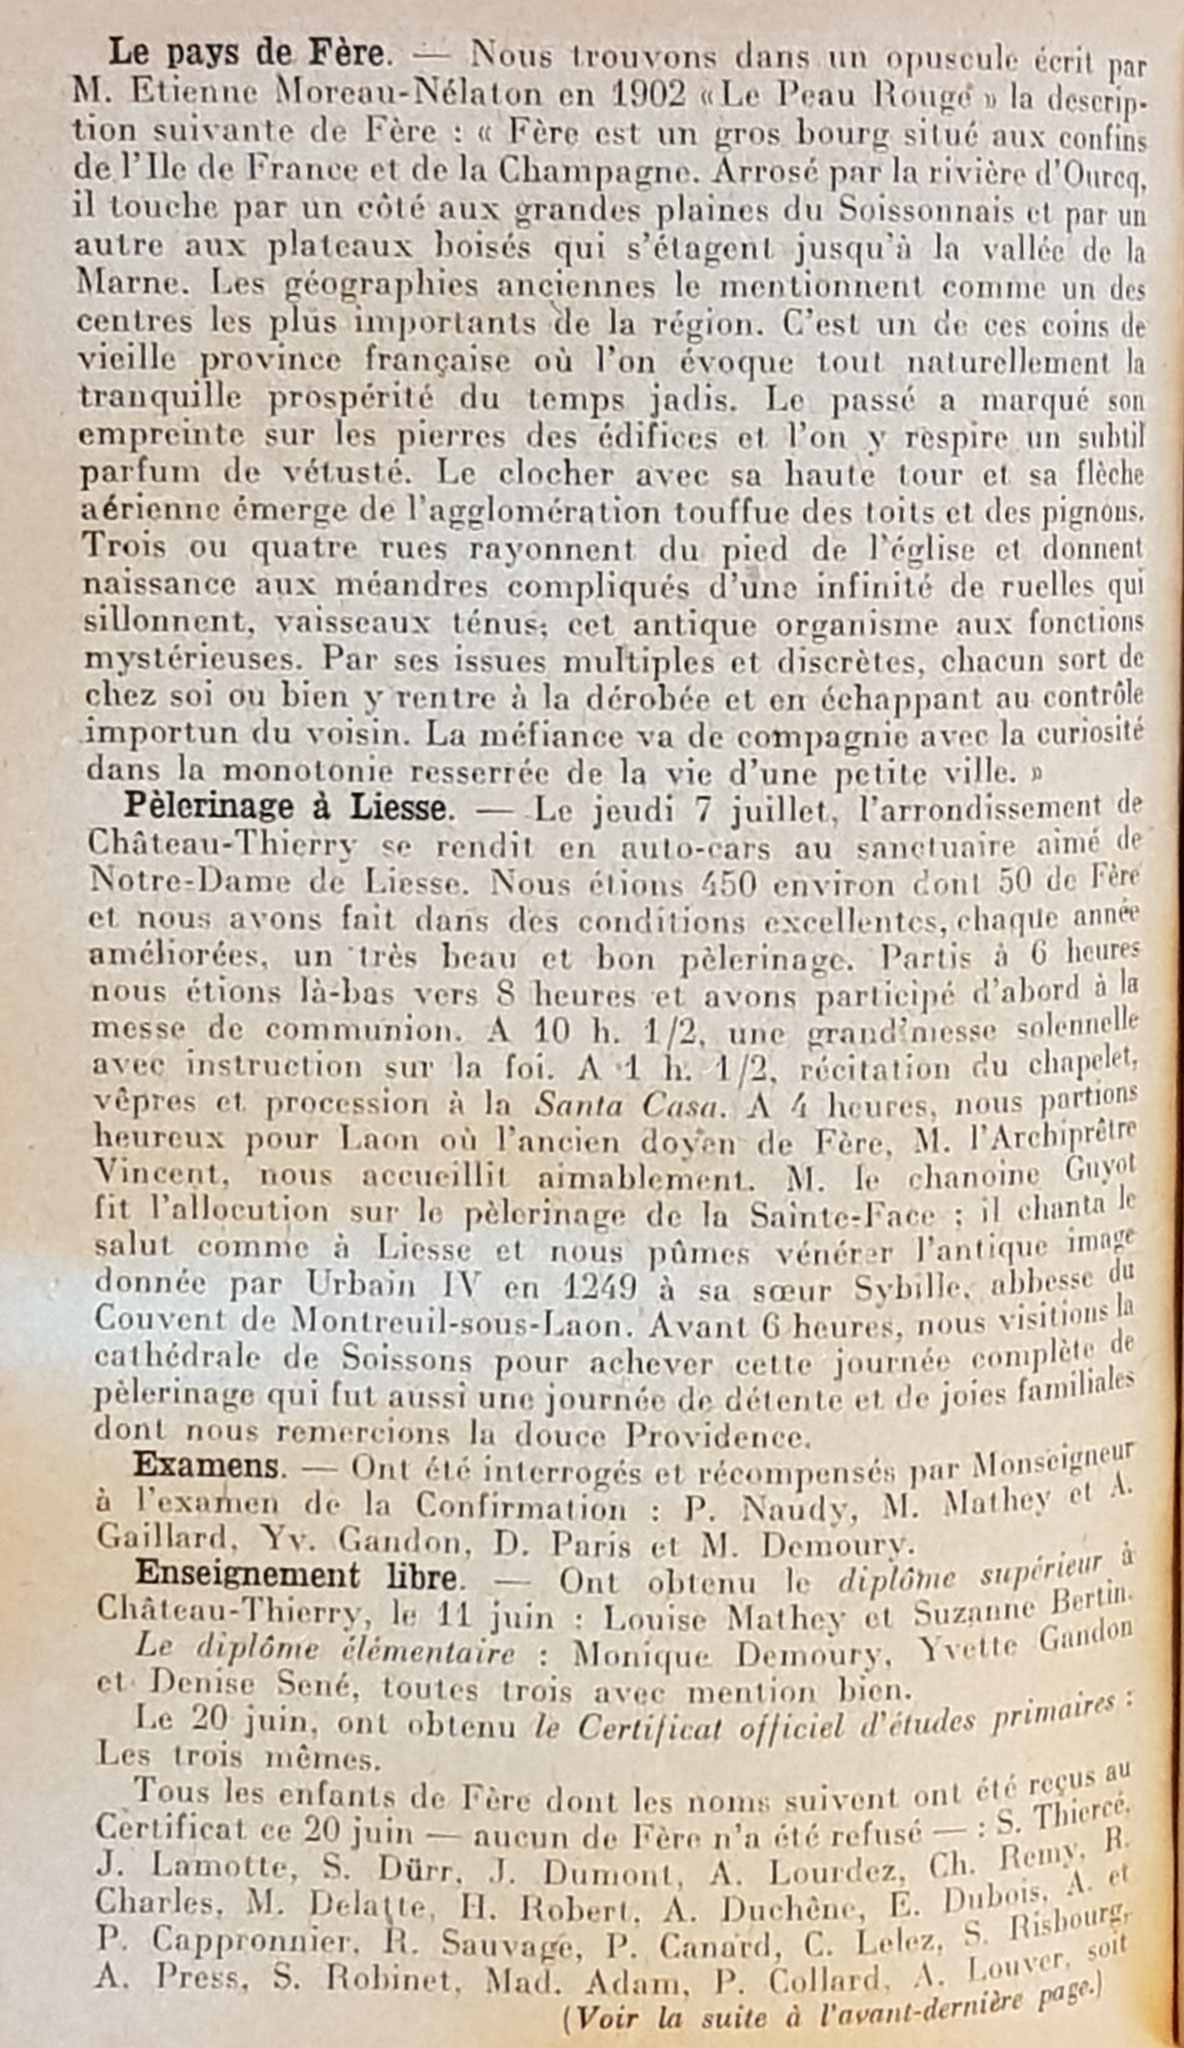 Le pays de Fère. — Nous trouvons dans un opuscule écrit par
M. Etienne Moreau-Nélaton en 1902 « Le Peau Rouge » la descrip-
tion suivante de Fère : « Fère est un gros bourg situé aux confins
de l'Ile de France et de la Champagne. Arrosé par la rivière d'Ourcq,
il touche par un côté aux grandes plaines du Soissonnais et par un
autre aux plateaux boisés qui s'étagent jusqu'à la vallée de la
Marne. Les géographies anciennes le mentionnent comme un des
centres les plus importants de la région. C'est un de ces coins de
vieille province française où l'on évoque tout naturellement la
tranquille prospérité du temps jadis. Le passé a marqué son
empreinte sur les pierres des édifices et l'on y respire un subtil
parfum de vétusté. Le clocher avec sa haute tour et sa flèche
aérienne émerge de l'agglomération touffue des toits et des pignons.
Trois ou quatre rues rayonnent du pied de l'église et donnent
naissance aux méandres compliqués d'une infinité de ruelles qui
sillonnent, vaisseaux ténus; cet antique organisme aux fonctions
mystérieuses. Par ses issues multiples et discrètes, chacun sort de
chez soi ou bien y rentre à la dérobée et en échappant au contrôle
importun du voisin. La méfiance va de compagnie avec la curiosité
dans la monotonie resserrée de la vie d'une petite ville. »
Pèlerinage à Liesse. — Le jeudi 7 juillet, l'arrondissement de
Château-Thierry se rendit en auto-cars au sanctuaire aimé de
Notre-Dame de Liesse. Nous étions 450 environ dont 50 de Fère
et nous avons fait dans des conditions excellentes, chaque année
améliorées, un très beau et bon pèlerinage. Partis à 6 heures
nous étions là-bas vers 8 heures et avons participé d'abord à la
messe de communion. A 10 h. 1/2, une grand'messe solennelle
avec instruction sur la foi. A 1 h. 1/2, récitation du chapelet,
vêpres et procession à la Santa Casa. A 4 heures, nous partions
heureux pour Laon où l'ancien doyen de Fère, M. l'Archiprêtre
Vincent, nous accueillit aimablement. M. le chanoine Guyot
fit l'allocution sur le pèlerinage de la Sainte-Face ; il chanta le
salut comme à Liesse et nous pûmes vénérer l'antique image
donnée par Urbain IV en 1249 à sa sœur Sybille, abbesse du
Couvent de Montreuil-sous-Laon. Avant 6 heures, nous visitions la
cathédrale de Soissons pour achever cette journée complète de
pèlerinage qui fut aussi une journée de détente et de joies familiales
dont nous remercions la douce Providence.
Examens. — Ont été interrogés et récompensés par Monseigneur
à l'examen de la Confirmation : P. Naudy, M. Mathey et A.
Gaillard, Yv. Gandon, D. Paris et M. Demoury.
Enseignement libre. — Ont obtenu le diplôme supérieur à
Château-Thierry, le 11 juin : Louise Mathey et Suzanne Bertin.
Le diplôme élémentaire : Monique Demoury, Yvette Gandon
et Denise Sené, toutes trois avec mention bien.
Le 20 juin, ont obtenu le Certificat officiel d'études primaires :
Les trois mêmes.
Tous les enfants de Fère dont les noms suivent ont été reçus au
Certificat ce 20 juin — aucun de Fère n'a été refusé — : S. Thiercé,
J. Lamotte, S. Dürr, J. Dumont, A. Lourdez, Ch. Remy, R.
Charles, M. Delatte, H. Robert, A. Duchêne, E. Dubois, A. et
P. Cappronnier, R. Sauvage, P. Canard, C. Lelez, S. Risbourg,
A. Press, S. Robinet, Mad. Adam, P. Collard, A. Louver, soit
(Voir la suite à l'avant-dernière page.)